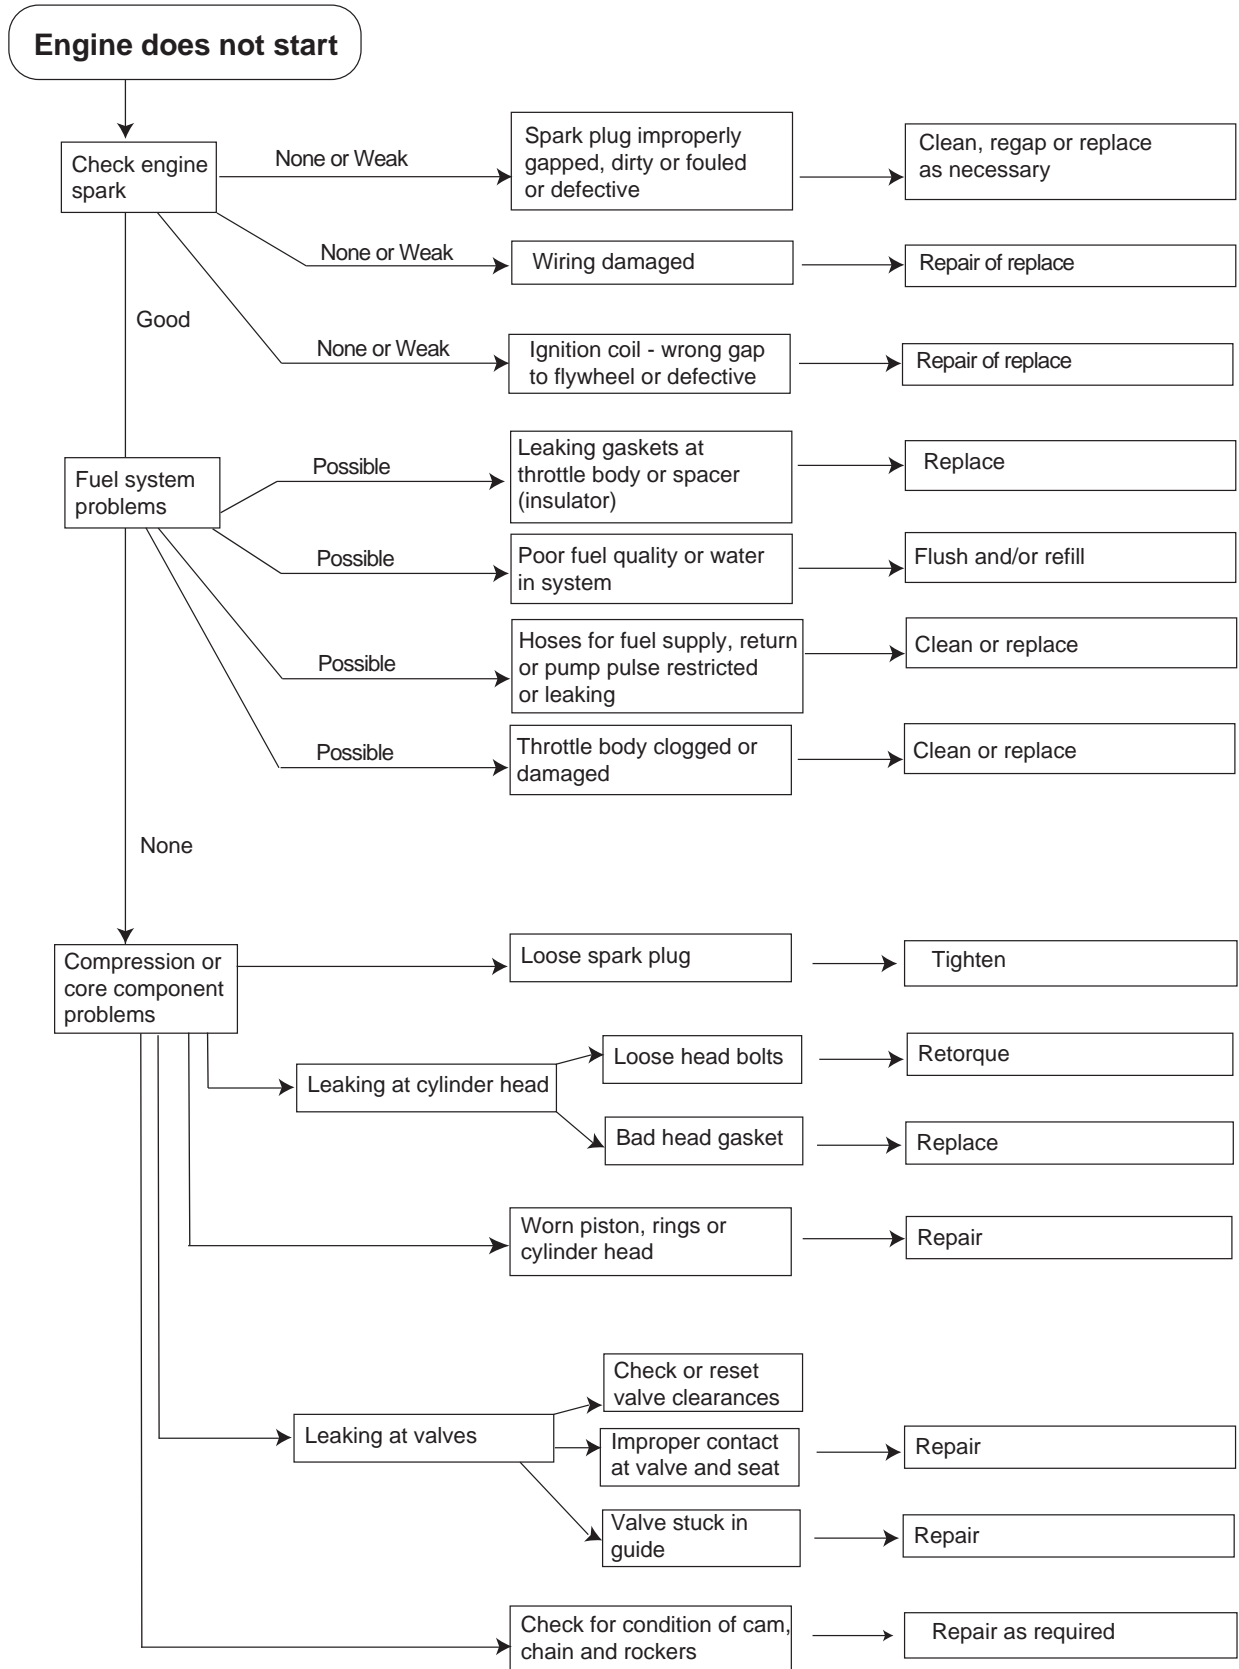 Engine does not start
Check engine
spark
None or Weak
Spark plug improperly
gapped, dirty or fouled
or defective
Clean, regap or replace
as necessary
None or Weak
Wiring damaged
Repair of replace
Good
None or Weak
Ignition coil - wrong gap
to flywheel or defective
Repair of replace
Fuel system
problems
Possible
Leaking gaskets at
throttle body or spacer
(insulator)
Replace
Possible
Poor fuel quality or water
in system
Flush and/or refill
Possible
Hoses for fuel supply, return
or pump pulse restricted
or leaking
Clean or replace
Possible
Throttle body clogged or
damaged
Clean or replace
None
Compression or
core component
problems
Loose spark plug
Tighten
Leaking at cylinder head
Loose head bolts
Retorque
Bad head gasket
Replace
Worn piston, rings or
cylinder head
Repair
Leaking at valves
Check or reset
valve clearances
Improper contact
at valve and seat
Repair
Valve stuck in
guide
Repair
Check for condition of cam,
chain and rockers
Repair as required